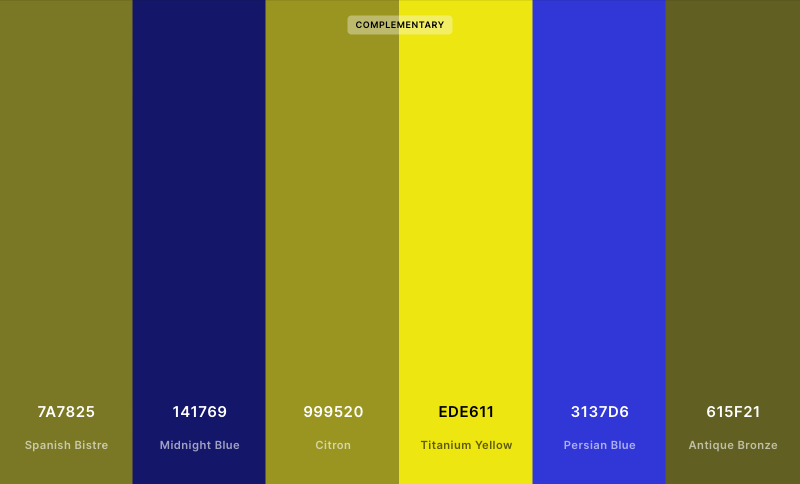 COMPLEMENTARY
7A7825
141769
999520
EDE611
3137D6
615F21
Spanish Bistre
Midnight Blue
Citron
Titanium Yellow
Persian Blue
Antique Bronze